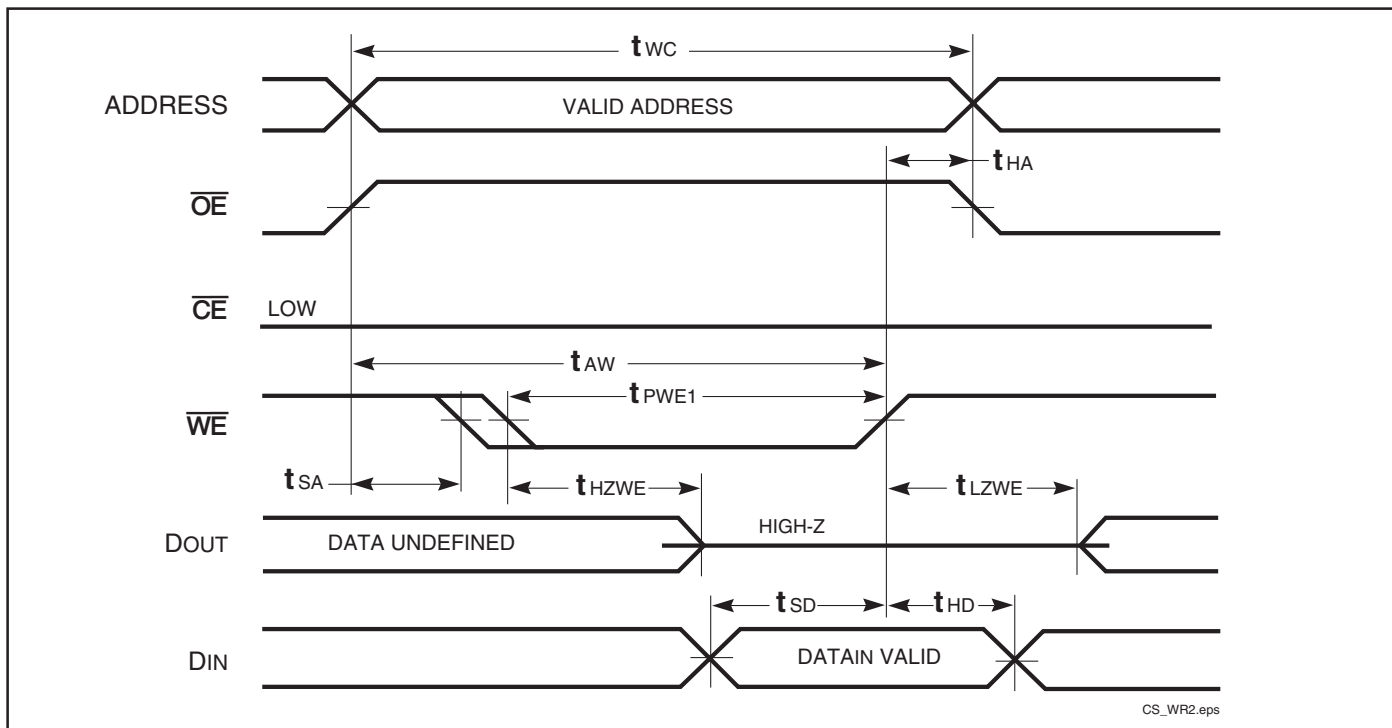 tWC
ADDRESS VALID ADDRESS
tHA
OE
CE LOW
tAW
tPWE1
WE
tSA tHZWE tLZWE
DOUT DATA UNDEFINED HIGH-Z
tSD tHD
DIN DATAIN VALID
CS_WR2.eps